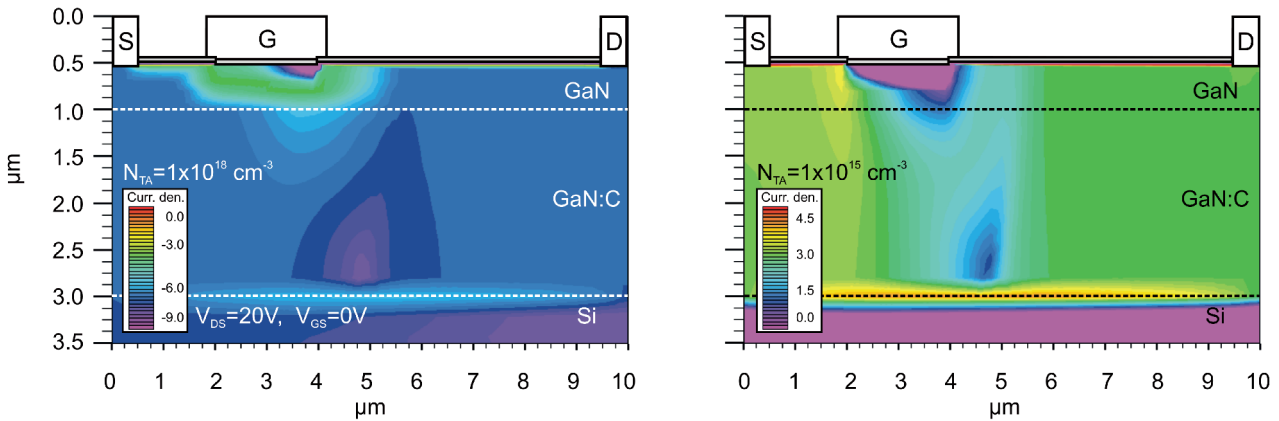 0.0
0.5
1.0
1.5
2.0
2.5
3.0
3.5
µm
S
G
D
GaN
N_TA=1x10^18 cm^-3
Curr. den.
0.0
-3.0
-6.0
-9.0
GaN:C
V_DS=20V, V_GS=0V
Si
0 1 2 3 4 5 6 7 8 9 10
µm
S
G
D
GaN
N_TA=1x10^15 cm^-3
Curr. den.
4.5
3.0
1.5
0.0
GaN:C
Si
0 1 2 3 4 5 6 7 8 9 10
µm